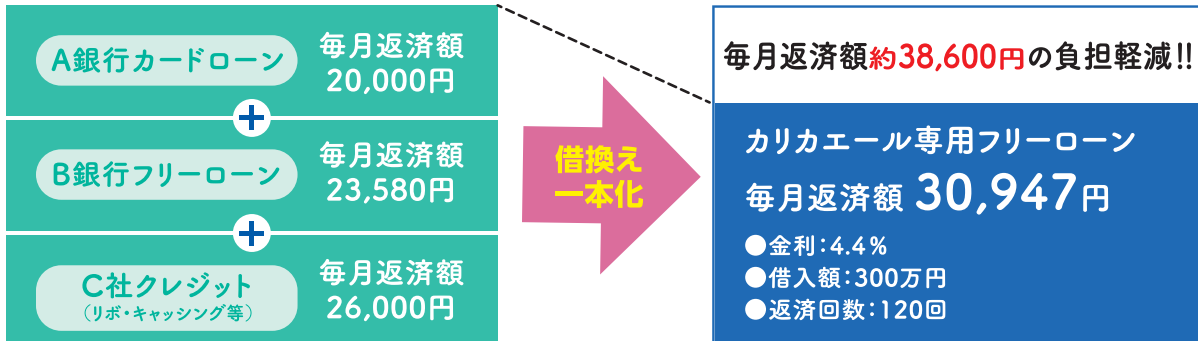 A銀行カードローン
毎月返済額
20,000円
+
B銀行フリーローン
毎月返済額
23,580円
+
C社クレジット
（リボ・キャッシング等）
毎月返済額
26,000円
借換え
一本化
毎月返済額約38,600円の負担軽減!!
カリカエール専用フリーローン
毎月返済額 30,947円
●金利：4.4％
●借入額：300万円
●返済回数：120回